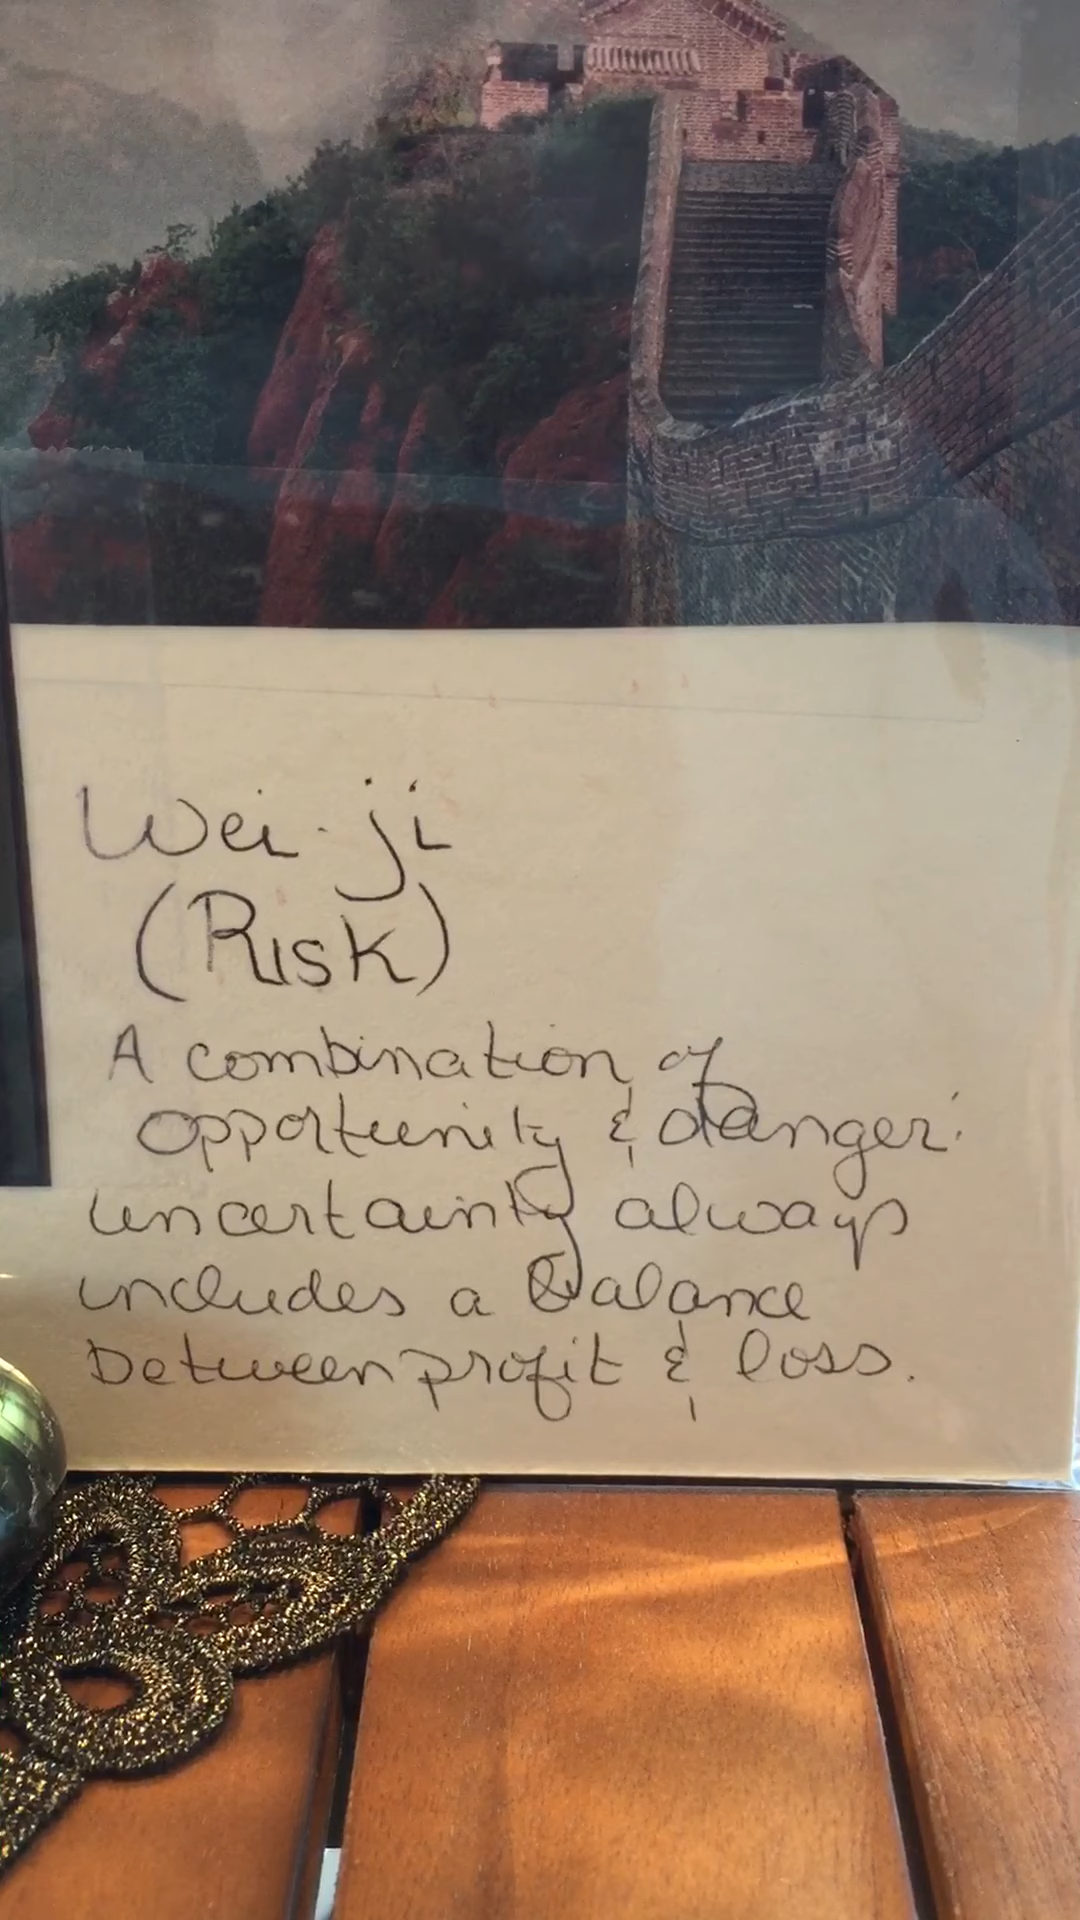 Wei-ji
(RISK)
A combination of
opportunity & danger:
uncertainty always
includes a balance
between profit & loss.